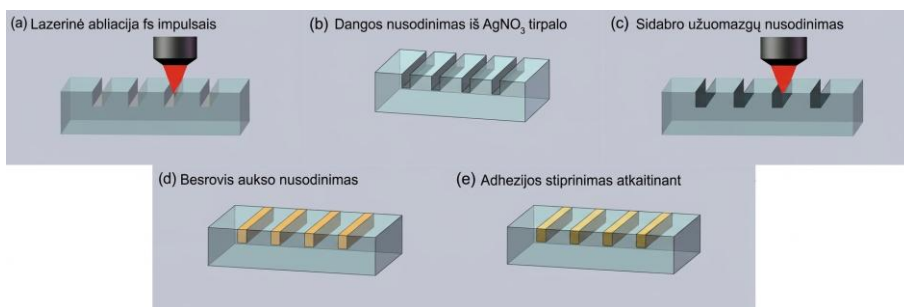 (a) Lazerinė abliacija fs impulsais
(b) Dangos nusodinimas iš AgNO₃ tirpalo
(c) Sidabro užuomazgų nusodinimas
(d) Besrovis aukso nusodinimas
(e) Adhezijos stiprinimas atkaitinant